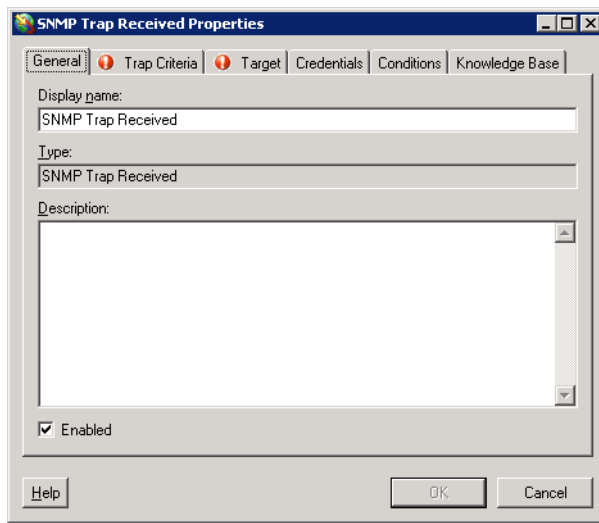 SNMP Trap Received Properties
General Trap Criteria Target Credentials Conditions Knowledge Base
Display name:
SNMP Trap Received
Type:
SNMP Trap Received
Description:
Enabled
Help OK Cancel